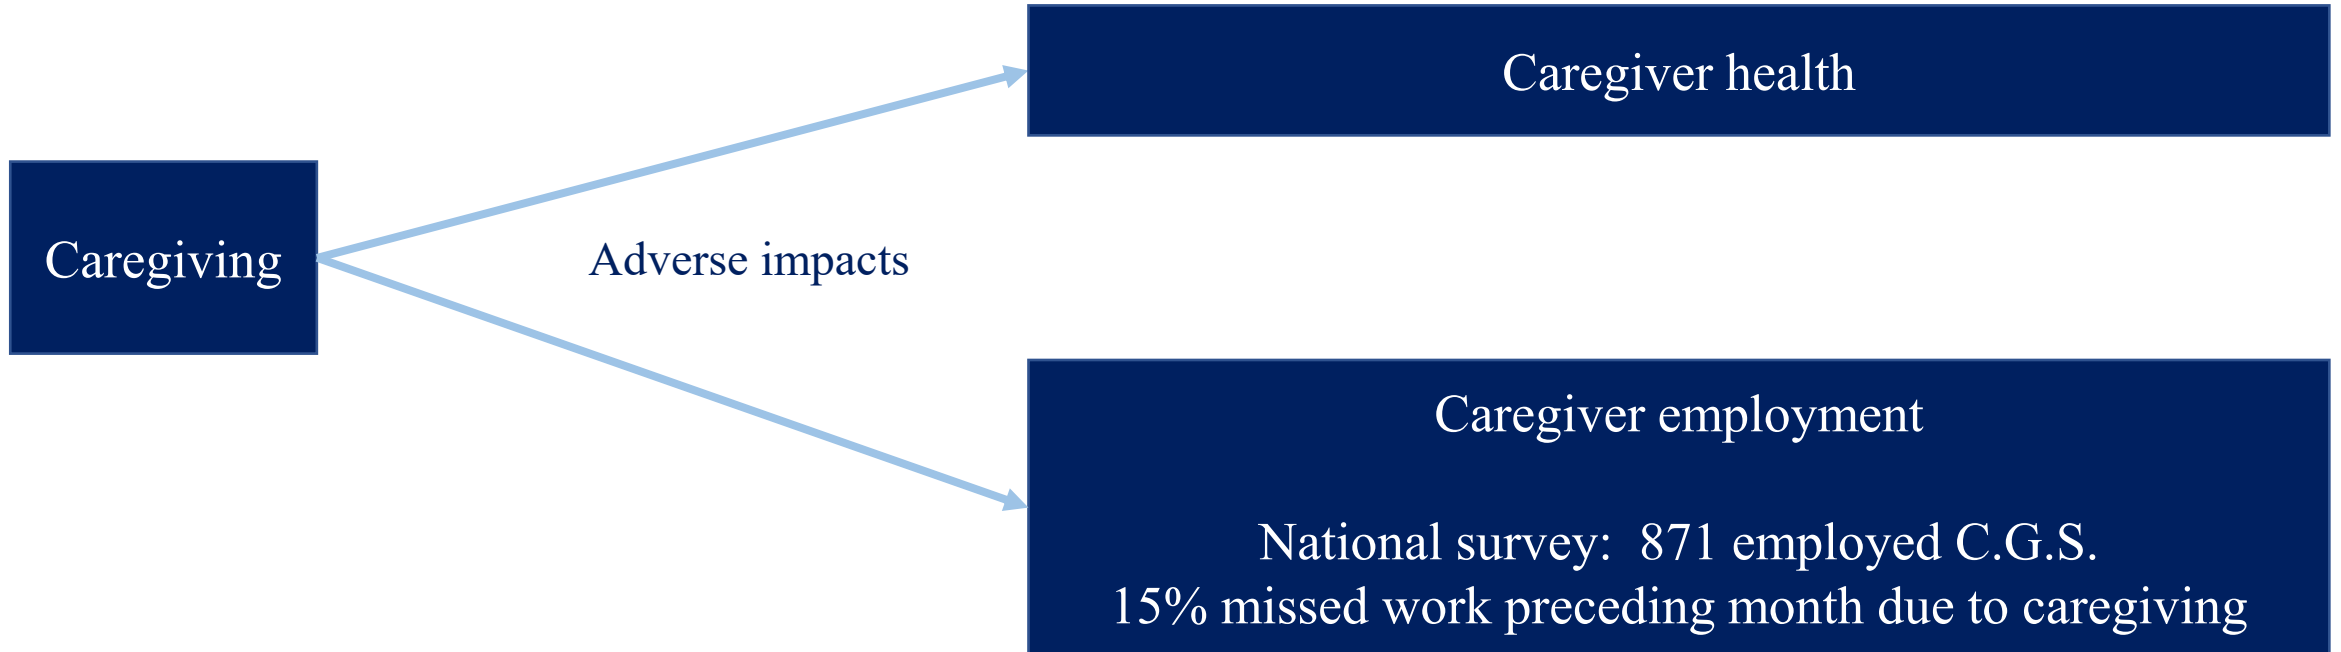 Caregiver health
Caregiving
Adverse impacts
Caregiver employment
National survey:  871 employed C.G.S.
15% missed work preceding month due to caregiving